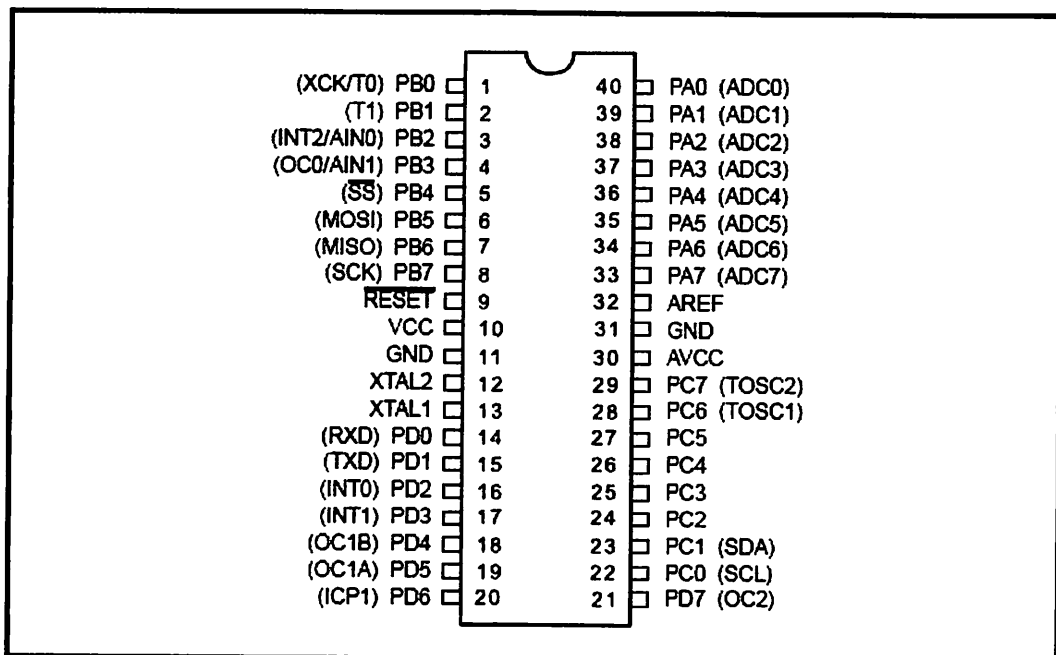 (XCK/T0) PB0 1 40 PA0 (ADC0)
(T1) PB1 2 39 PA1 (ADC1)
(INT2/AIN0) PB2 3 38 PA2 (ADC2)
(OC0/AIN1) PB3 4 37 PA3 (ADC3)
(SS) PB4 5 36 PA4 (ADC4)
(MOSI) PB5 6 35 PA5 (ADC5)
(MISO) PB6 7 34 PA6 (ADC6)
(SCK) PB7 8 33 PA7 (ADC7)
RESET 9 32 AREF
VCC 10 31 GND
GND 11 30 AVCC
XTAL2 12 29 PC7 (TOSC2)
XTAL1 13 28 PC6 (TOSC1)
(RXD) PD0 14 27 PC5
(TXD) PD1 15 26 PC4
(INT0) PD2 16 25 PC3
(INT1) PD3 17 24 PC2
(OC1B) PD4 18 23 PC1 (SDA)
(OC1A) PD5 19 22 PC0 (SCL)
(ICP1) PD6 20 21 PD7 (OC2)